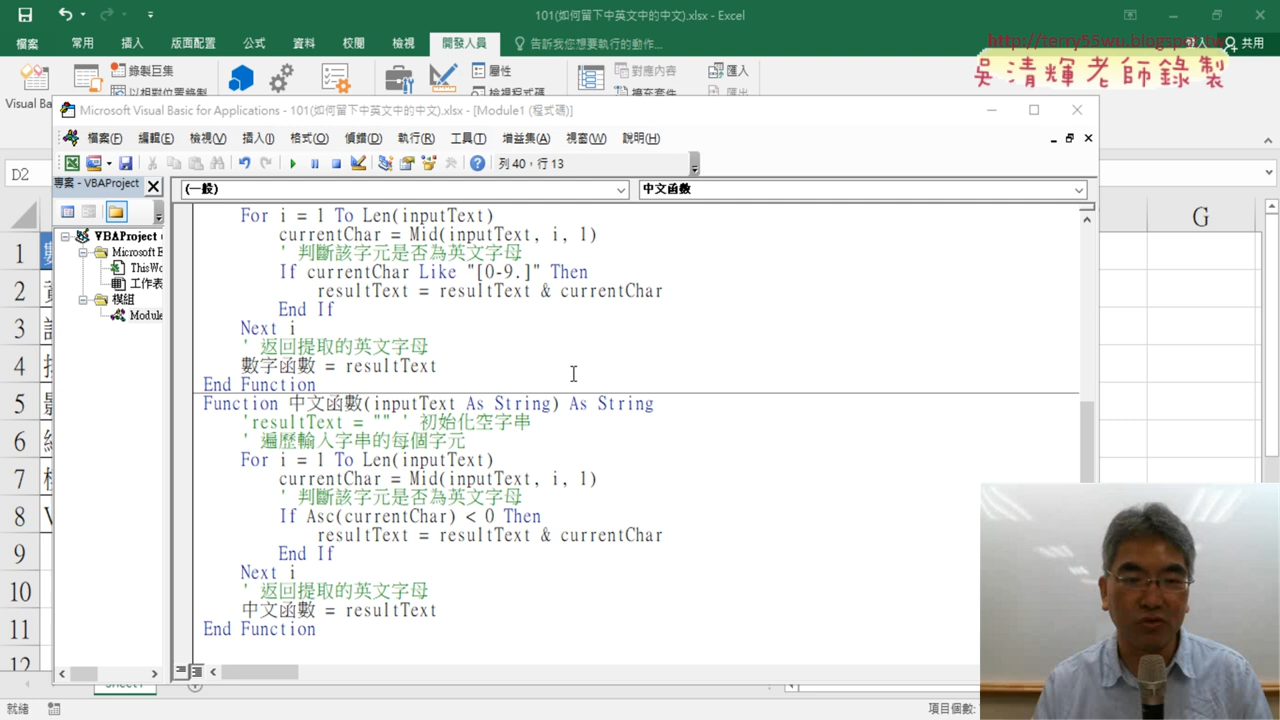 101(如何留下中英文中的中文).xlsx - Excel
檔案 常用 插入 版面配置 公式 資料 校閱 檢視 開發人員 告訴我您想要執行的動作... 共用
http://terry55wu.blogspot.tw
吳清輝老師錄製
錄製巨集 屬性 對應內容 匯入
Visual Ba
Microsoft Visual Basic for Applications - 101(如何留下中英文中的中文).xlsx - [Module1 (程式碼)]
檔案(F) 編輯(E) 檢視(V) 插入(I) 格式(O) 偵錯(D) 執行(R) 工具(T) 增益集(A) 視窗(W) 說明(H)
列 40，行 13
D2
專案 - VBAProject
(一般) 中文函數
G
VBAProject (
Microsoft E
ThisWo
工作表
模組
Module
1
2
3
4
5
6
7
8
9
10
11
12
For i = 1 To Len(inputText)
currentChar = Mid(inputText, i, 1)
' 判斷該字元是否為英文字母
If currentChar Like "[0-9.]" Then
resultText = resultText & currentChar
End If
Next i
' 返回提取的英文字母
數字函數 = resultText
End Function
Function 中文函數(inputText As String) As String
'resultText = "" ' 初始化空字串
' 遍歷輸入字串的每個字元
For i = 1 To Len(inputText)
currentChar = Mid(inputText, i, 1)
' 判斷該字元是否為英文字母
If Asc(currentChar) < 0 Then
resultText = resultText & currentChar
End If
Next i
' 返回提取的英文字母
中文函數 = resultText
End Function
就緒
項目個數: